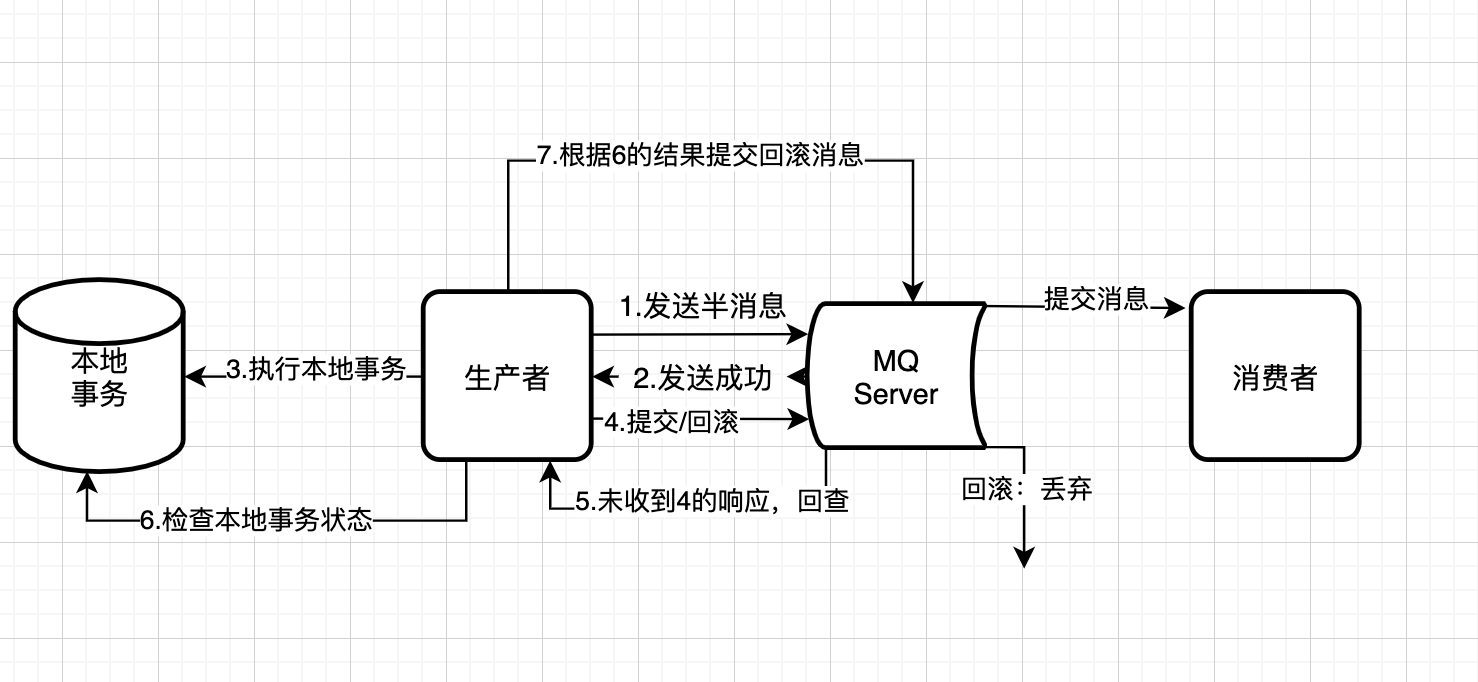 7.根据6的结果提交回滚消息
1.发送半消息
提交消息
本地
事务
3.执行本地事务
生产者
2.发送成功
MQ
Server
消费者
4.提交/回滚
5.未收到4的响应，回查
回滚：丢弃
6.检查本地事务状态